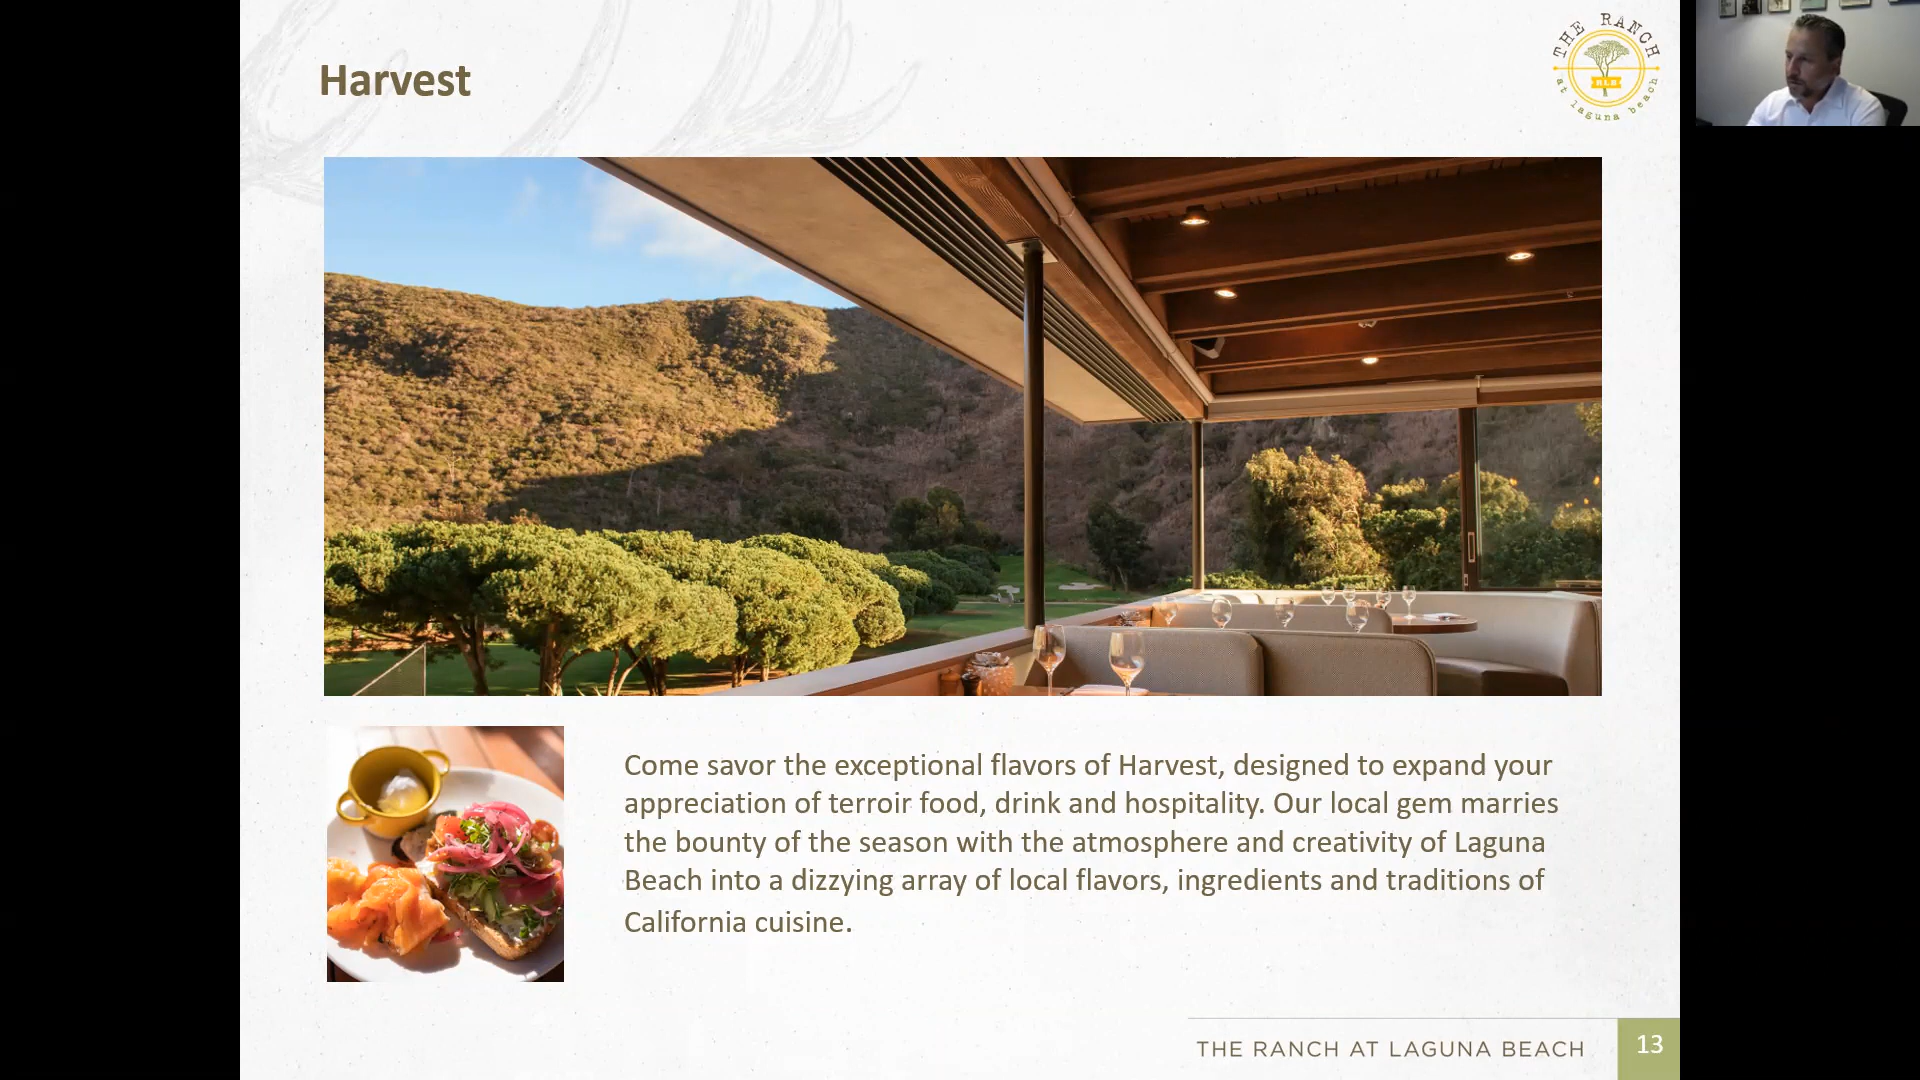 Harvest
THE RANCH
RLB
at laguna beach
Come savor the exceptional flavors of Harvest, designed to expand your
appreciation of terroir food, drink and hospitality. Our local gem marries
the bounty of the season with the atmosphere and creativity of Laguna
Beach into a dizzying array of local flavors, ingredients and traditions of
California cuisine.
THE RANCH AT LAGUNA BEACH
13